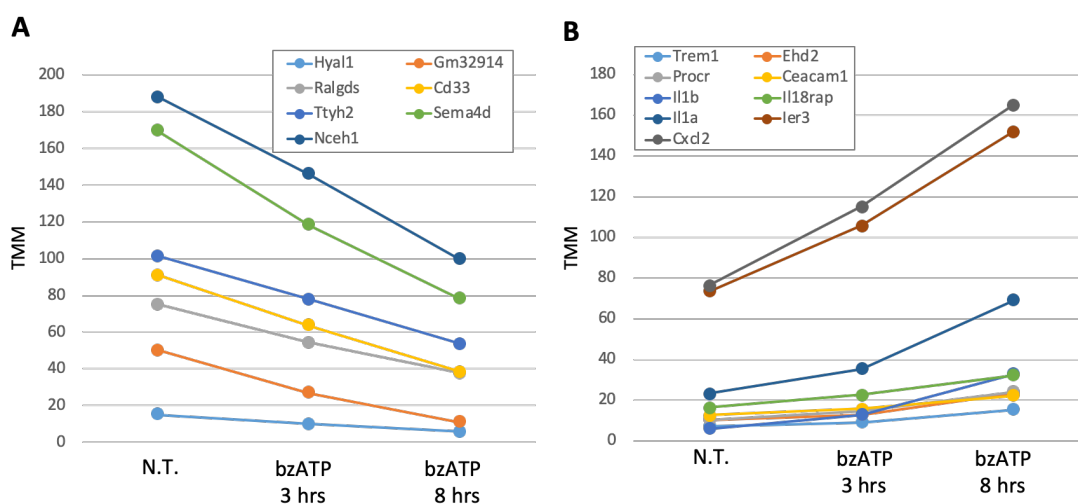 A
Hyal1 Gm32914
Ralgds Cd33
Ttyh2 Sema4d
Nceh1
TMM
200
180
160
140
120
100
80
60
40
20
0
N.T. bzATP 3 hrs bzATP 8 hrs
B
Trem1 Ehd2
Procr Ceacam1
Il1b Il18rap
Il1a Ier3
Cxcl2
TMM
180
160
140
120
100
80
60
40
20
0
N.T. bzATP 3 hrs bzATP 8 hrs